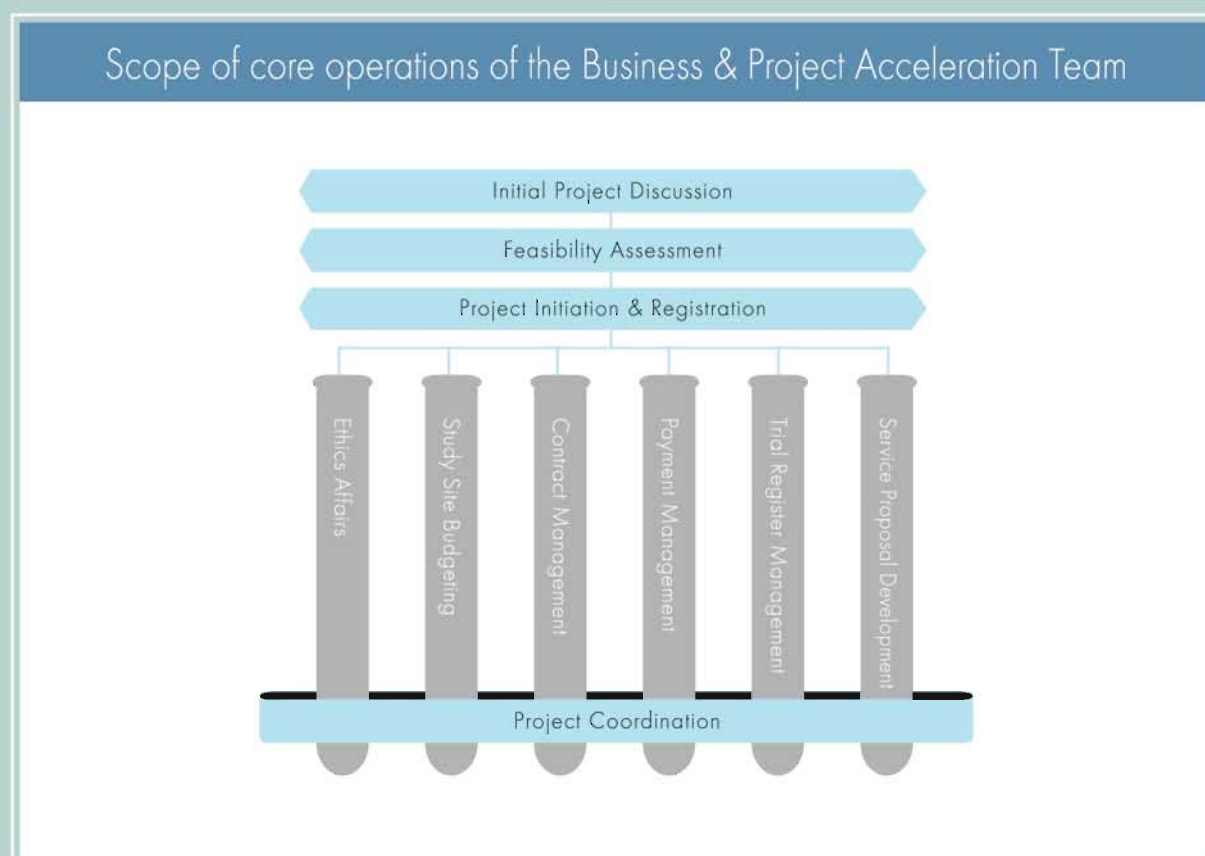 Scope of core operations of the Business & Project Acceleration Team
Initial Project Discussion
Feasibility Assessment
Project Initiation & Registration
Ethics Affairs
Study Site Budgeting
Contract Management
Payment Management
Trial Register Management
Service Proposal Development
Project Coordination